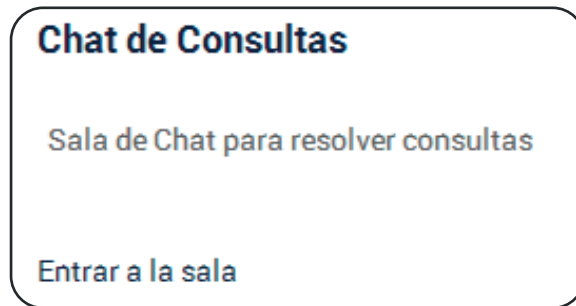 Chat de Consultas
Sala de Chat para resolver consultas
Entrar a la sala